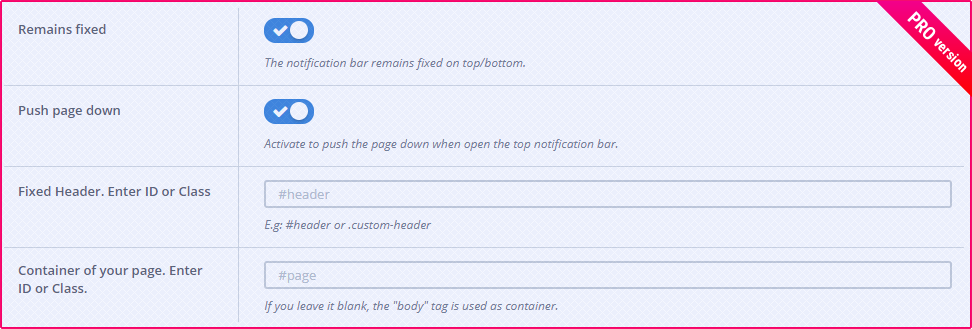 Remains fixed
The notification bar remains fixed on top/bottom.
PRO version
Push page down
Activate to push the page down when open the top notification bar.
Fixed Header. Enter ID or Class
#header
E.g: #header or .custom-header
Container of your page. Enter
ID or Class.
#page
If you leave it blank, the "body" tag is used as container.